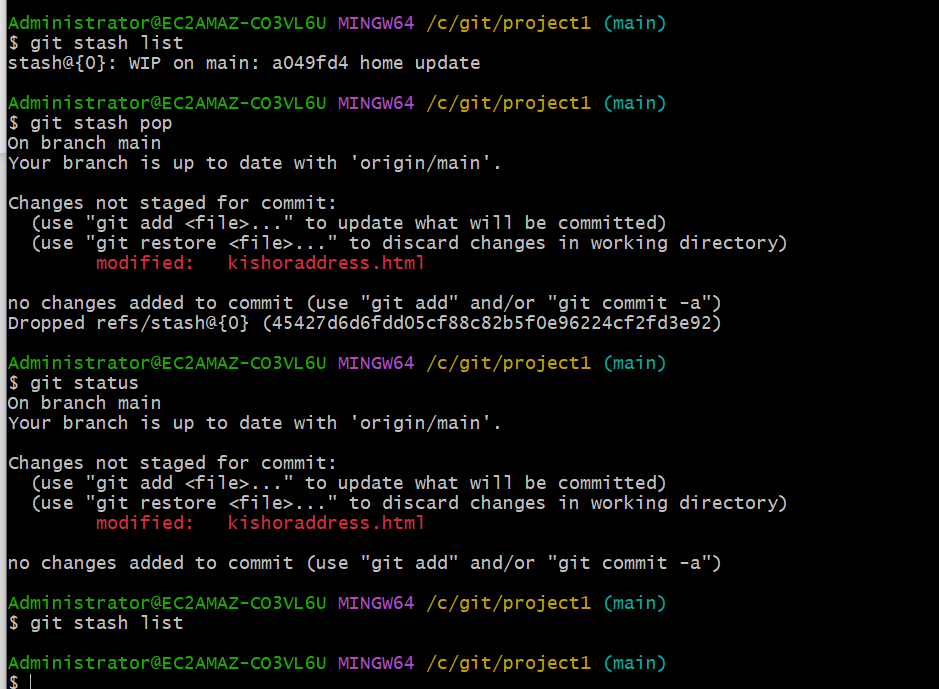 Administrator@EC2AMAZ-CO3VL6U MINGW64 /c/git/project1 (main)
$ git stash list
stash@{0}: WIP on main: a049fd4 home update
Administrator@EC2AMAZ-CO3VL6U MINGW64 /c/git/project1 (main)
$ git stash pop
On branch main
Your branch is up to date with 'origin/main'.
Changes not staged for commit:
(use "git add <file>..." to update what will be committed)
(use "git restore <file>..." to discard changes in working directory)
modified: kishoraddress.html
no changes added to commit (use "git add" and/or "git commit -a")
Dropped refs/stash@{0} (45427d6d6fdd05cf88c82b5f0e96224cf2fd3e92)
Administrator@EC2AMAZ-CO3VL6U MINGW64 /c/git/project1 (main)
$ git status
On branch main
Your branch is up to date with 'origin/main'.
Changes not staged for commit:
(use "git add <file>..." to update what will be committed)
(use "git restore <file>..." to discard changes in working directory)
modified: kishoraddress.html
no changes added to commit (use "git add" and/or "git commit -a")
Administrator@EC2AMAZ-CO3VL6U MINGW64 /c/git/project1 (main)
$ git stash list
Administrator@EC2AMAZ-CO3VL6U MINGW64 /c/git/project1 (main)
$